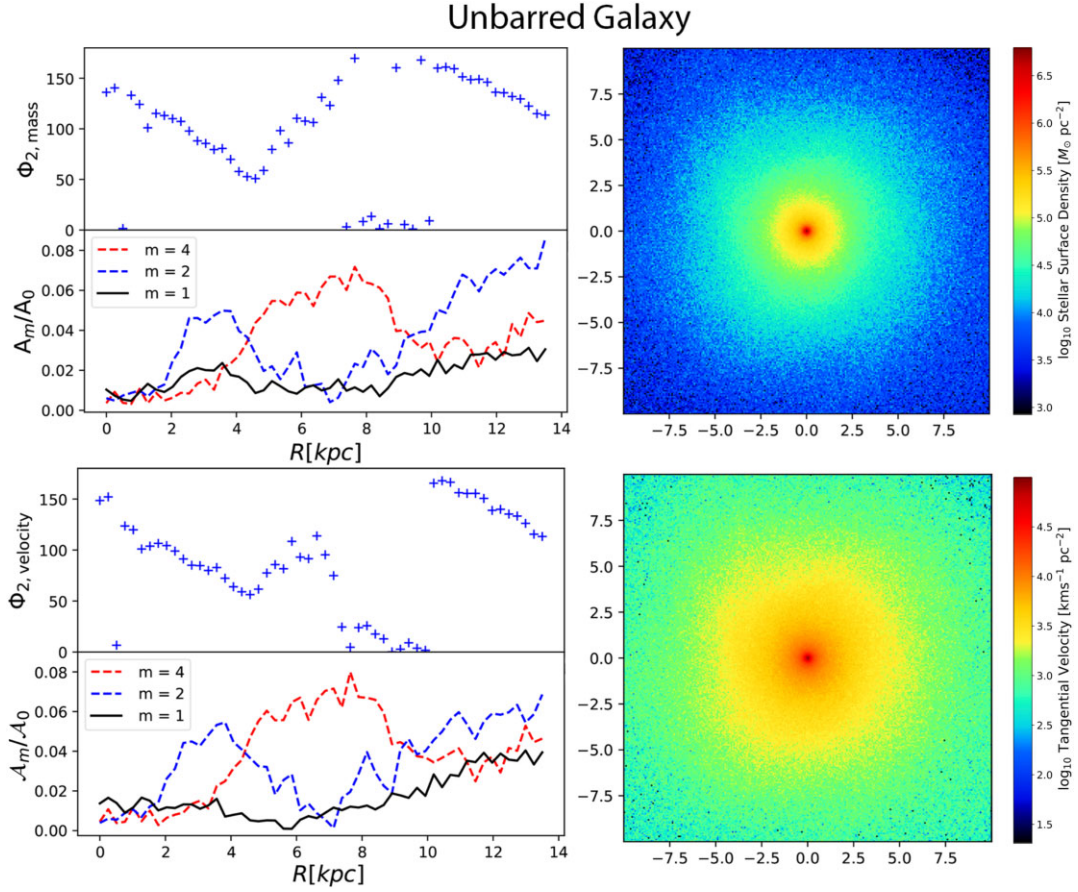 Unbarred Galaxy
150
100
50
0
Φ2, mass
0.08
0.06
0.04
0.02
0.00
Am/A0
m = 4
m = 2
m = 1
0 2 4 6 8 10 12 14
R[kpc]
7.5
5.0
2.5
0.0
−2.5
−5.0
−7.5
−7.5 −5.0 −2.5 0.0 2.5 5.0 7.5
6.5
6.0
5.5
5.0
4.5
4.0
3.5
3.0
log10 Stellar Surface Density [M⊙ pc−2]
150
100
50
0
Φ2, velocity
0.08
0.06
0.04
0.02
0.00
𝒜m/𝒜0
m = 4
m = 2
m = 1
0 2 4 6 8 10 12 14
R[kpc]
7.5
5.0
2.5
0.0
−2.5
−5.0
−7.5
−7.5 −5.0 −2.5 0.0 2.5 5.0 7.5
4.5
4.0
3.5
3.0
2.5
2.0
1.5
log10 Tangential Velocity [kms−1 pc−2]